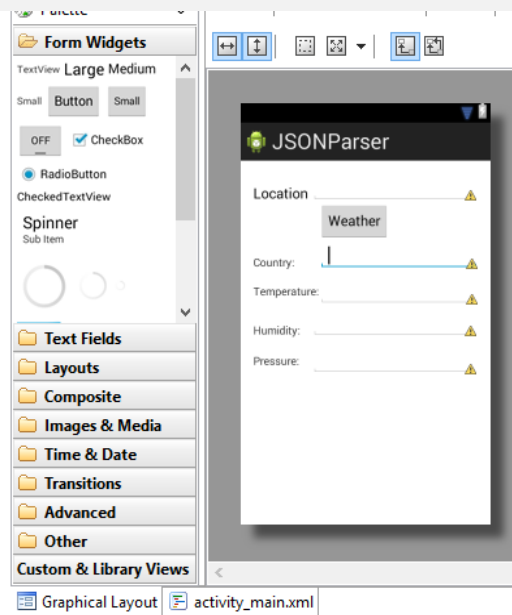 Palette
Form Widgets
TextView Large Medium
Small Button Small
OFF CheckBox
RadioButton
CheckedTextView
Spinner
Sub Item
Text Fields
Layouts
Composite
Images & Media
Time & Date
Transitions
Advanced
Other
Custom & Library Views
JSONParser
Location
Weather
Country:
Temperature:
Humidity:
Pressure:
Graphical Layout activity_main.xml